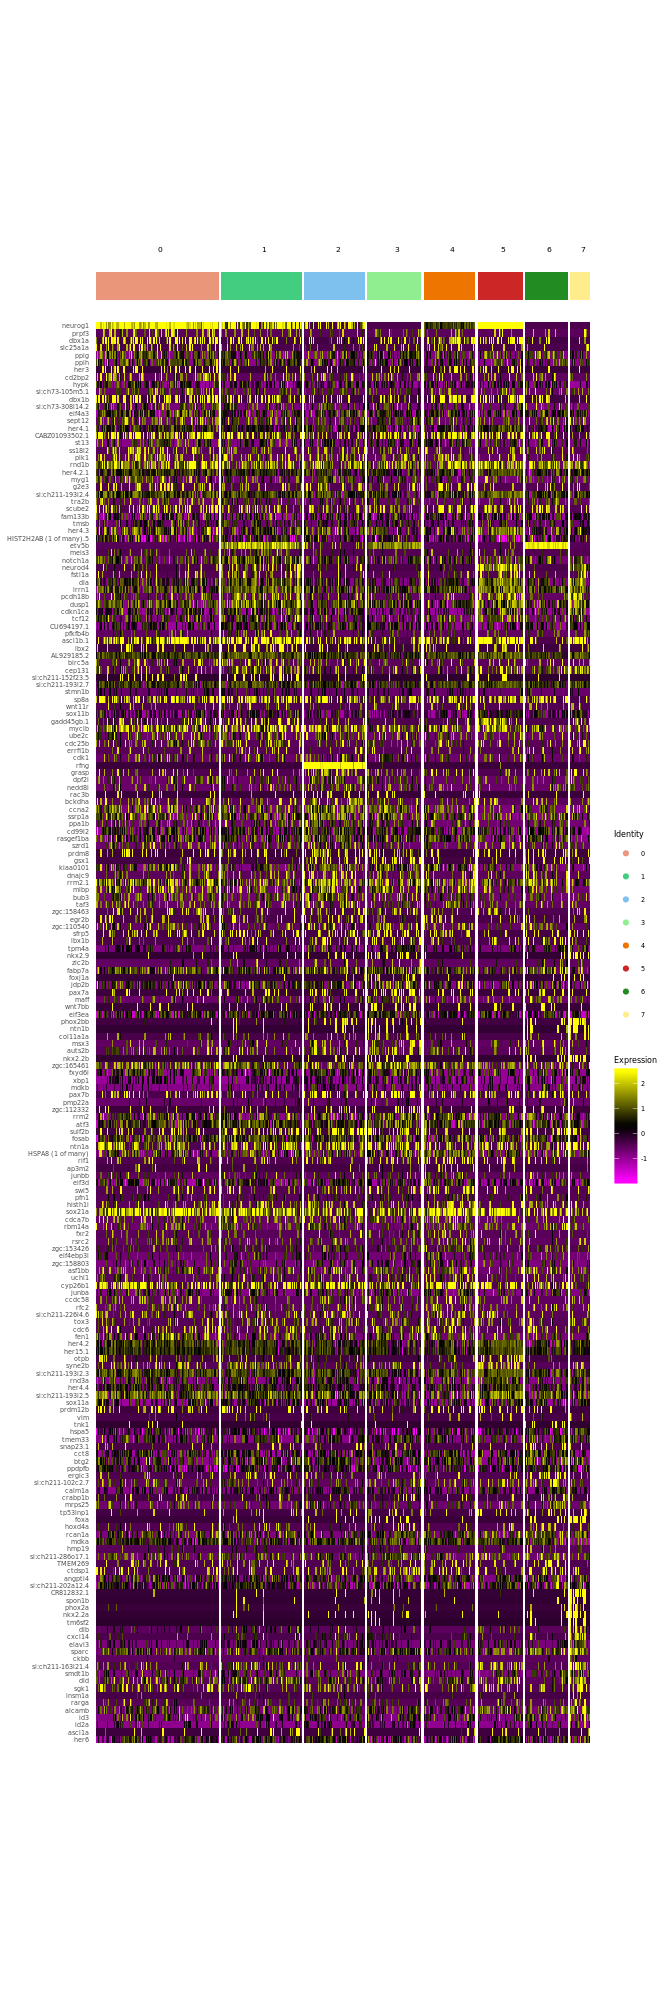 0 1 2 3 4 5 6 7
neurog1
prpf3
dbx1a
slc25a1a
ppig
ppih
her3
cd2bp2
hypk
si:ch73-105m5.1
dbx1b
si:ch73-308l14.2
eif4a3
sept12
her4.1
CABZ01093502.1
st13
ss18l2
plk1
rnd1b
her4.2.1
myg1
g2e3
si:ch211-193l2.4
tra2b
scube2
fam133b
tmsb
her4.3
HIST2H2AB (1 of many)..5
etv5b
meis3
notch1a
neurod4
fstl1a
dla
lrrn1
pcdh18b
dusp1
cdkn1ca
tcf12
CU694197.1
pfkfb4b
ascl1b.1
lbx2
AL929185.2
birc5a
cep131
si:ch211-152f23.5
si:ch211-193l2.7
stmn1b
sp8a
wnt11r
sox11b
gadd45gb.1
myclb
ube2c
cdc25b
errfi1b
cdk1
rfng
grasp
dpf2l
nedd8l
rac3b
bckdha
ccna2
ssrp1a
ppa1b
cd99l2
rasgef1ba
szrd1
prdm8
gsx1
kiaa0101
dnajc9
rrm2.1
mibp
bub3
taf3
zgc:158463
egr2b
zgc:110540
sfrp5
lbx1b
tpm4a
nkx2.9
zic2b
fabp7a
foxj1a
jdp2b
pax7a
maff
wnt7bb
eif3ea
phox2bb
ntn1b
col11a1a
msx3
auts2b
nkx2.2b
zgc:165461
fxyd6l
xbp1
mdkb
pax7b
pmp22a
zgc:112332
rrm2
atf3
sulf2b
fosab
ntn1a
HSPA8 (1 of many)
rif1
ap3m2
junbb
eif3d
swi5
pfn1
histh1l
sox21a
cdca7b
rbm14a
fxr2
rsrc2
zgc:153426
eif4ebp3l
zgc:158803
asf1bb
uchl1
cyp26b1
junba
ccdc58
rfc2
si:ch211-226l4.6
tox3
cdc6
fen1
her4.2
her15.1
otpb
syne2b
si:ch211-193l2.3
rnd3a
her4.4
si:ch211-193l2.5
sox11a
prdm12b
vim
tnk1
hspa5
tmem33
snap23.1
cct8
btg2
ppdpfb
ergic3
si:ch211-102c2.7
calm1a
crabp1b
mrps25
tp53inp1
foxa
hoxd4a
rcan1a
mdka
hmp19
si:ch211-286o17.1
TMEM269
ctdsp1
angptl4
si:ch211-202a12.4
CR812832.1
spon1b
phox2a
nkx2.2a
tm6sf2
dlb
cxcl14
elavl3
sparc
ckbb
si:ch211-163l21.4
smdt1b
dld
sgk1
insm1a
rarga
alcamb
id3
id2a
ascl1a
her6
Identity
0
1
2
3
4
5
6
7
Expression
2
1
0
-1